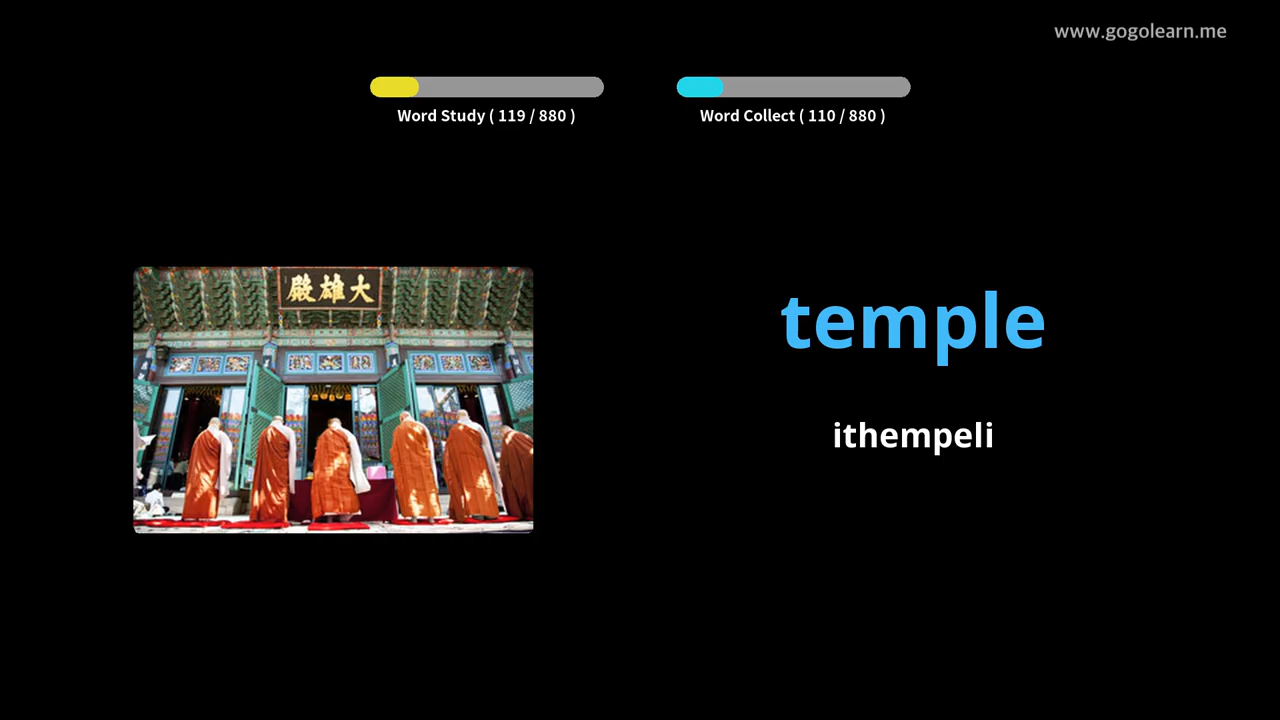 www.gogolearn.me
Word Study ( 119 / 880 )
Word Collect ( 110 / 880 )
殿雄大
temple
ithempeli